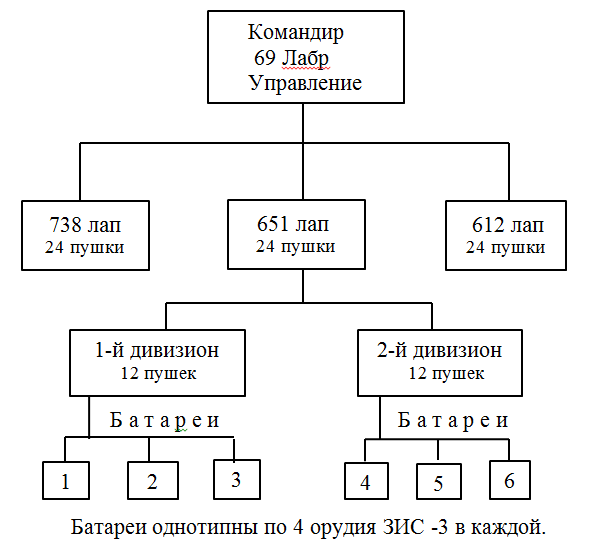 Командир
69 Лабр
Управление
738 лап
24 пушки
651 лап
24 пушки
612 лап
24 пушки
1-й дивизион
12 пушек
2-й дивизион
12 пушек
Б а т а р е и
Б а т а р е и
1
2
3
4
5
6
Батареи однотипны по 4 орудия ЗИС -3 в каждой.